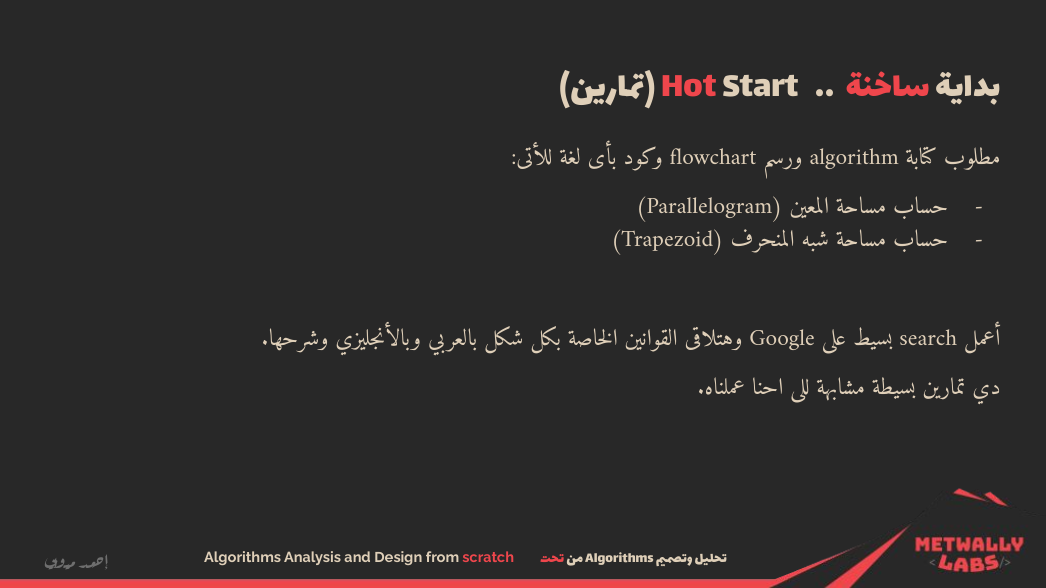 بداية ساخنة .. Hot Start (تمارين)
مطلوب كتابة algorithm ورسم flowchart وكود بأى لغة للأتى:
- حساب مساحة المعين (Parallelogram)
- حساب مساحة شبه المنحرف (Trapezoid)
أعمل search بسيط على Google وهتلاقى القوانين الخاصة بكل شكل بالعربي وبالأنجليزي وشرحها.
دي تمارين بسيطة مشابهة للى احنا عملناه.
Algorithms Analysis and Design from scratch
تحليل وتصميم Algorithms من تحت
METWALLY
<LABS/>